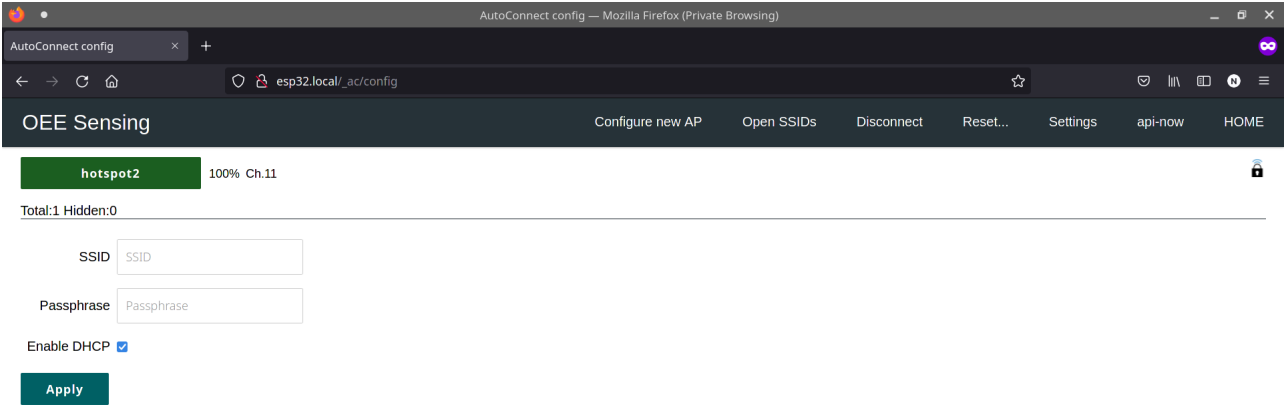 AutoConnect config — Mozilla Firefox (Private Browsing)
AutoConnect config
esp32.local/_ac/config
N
OEE Sensing Configure new AP Open SSIDs Disconnect Reset... Settings api-now HOME
hotspot2 100% Ch.11
Total:1 Hidden:0
SSID SSID
Passphrase Passphrase
Enable DHCP
Apply